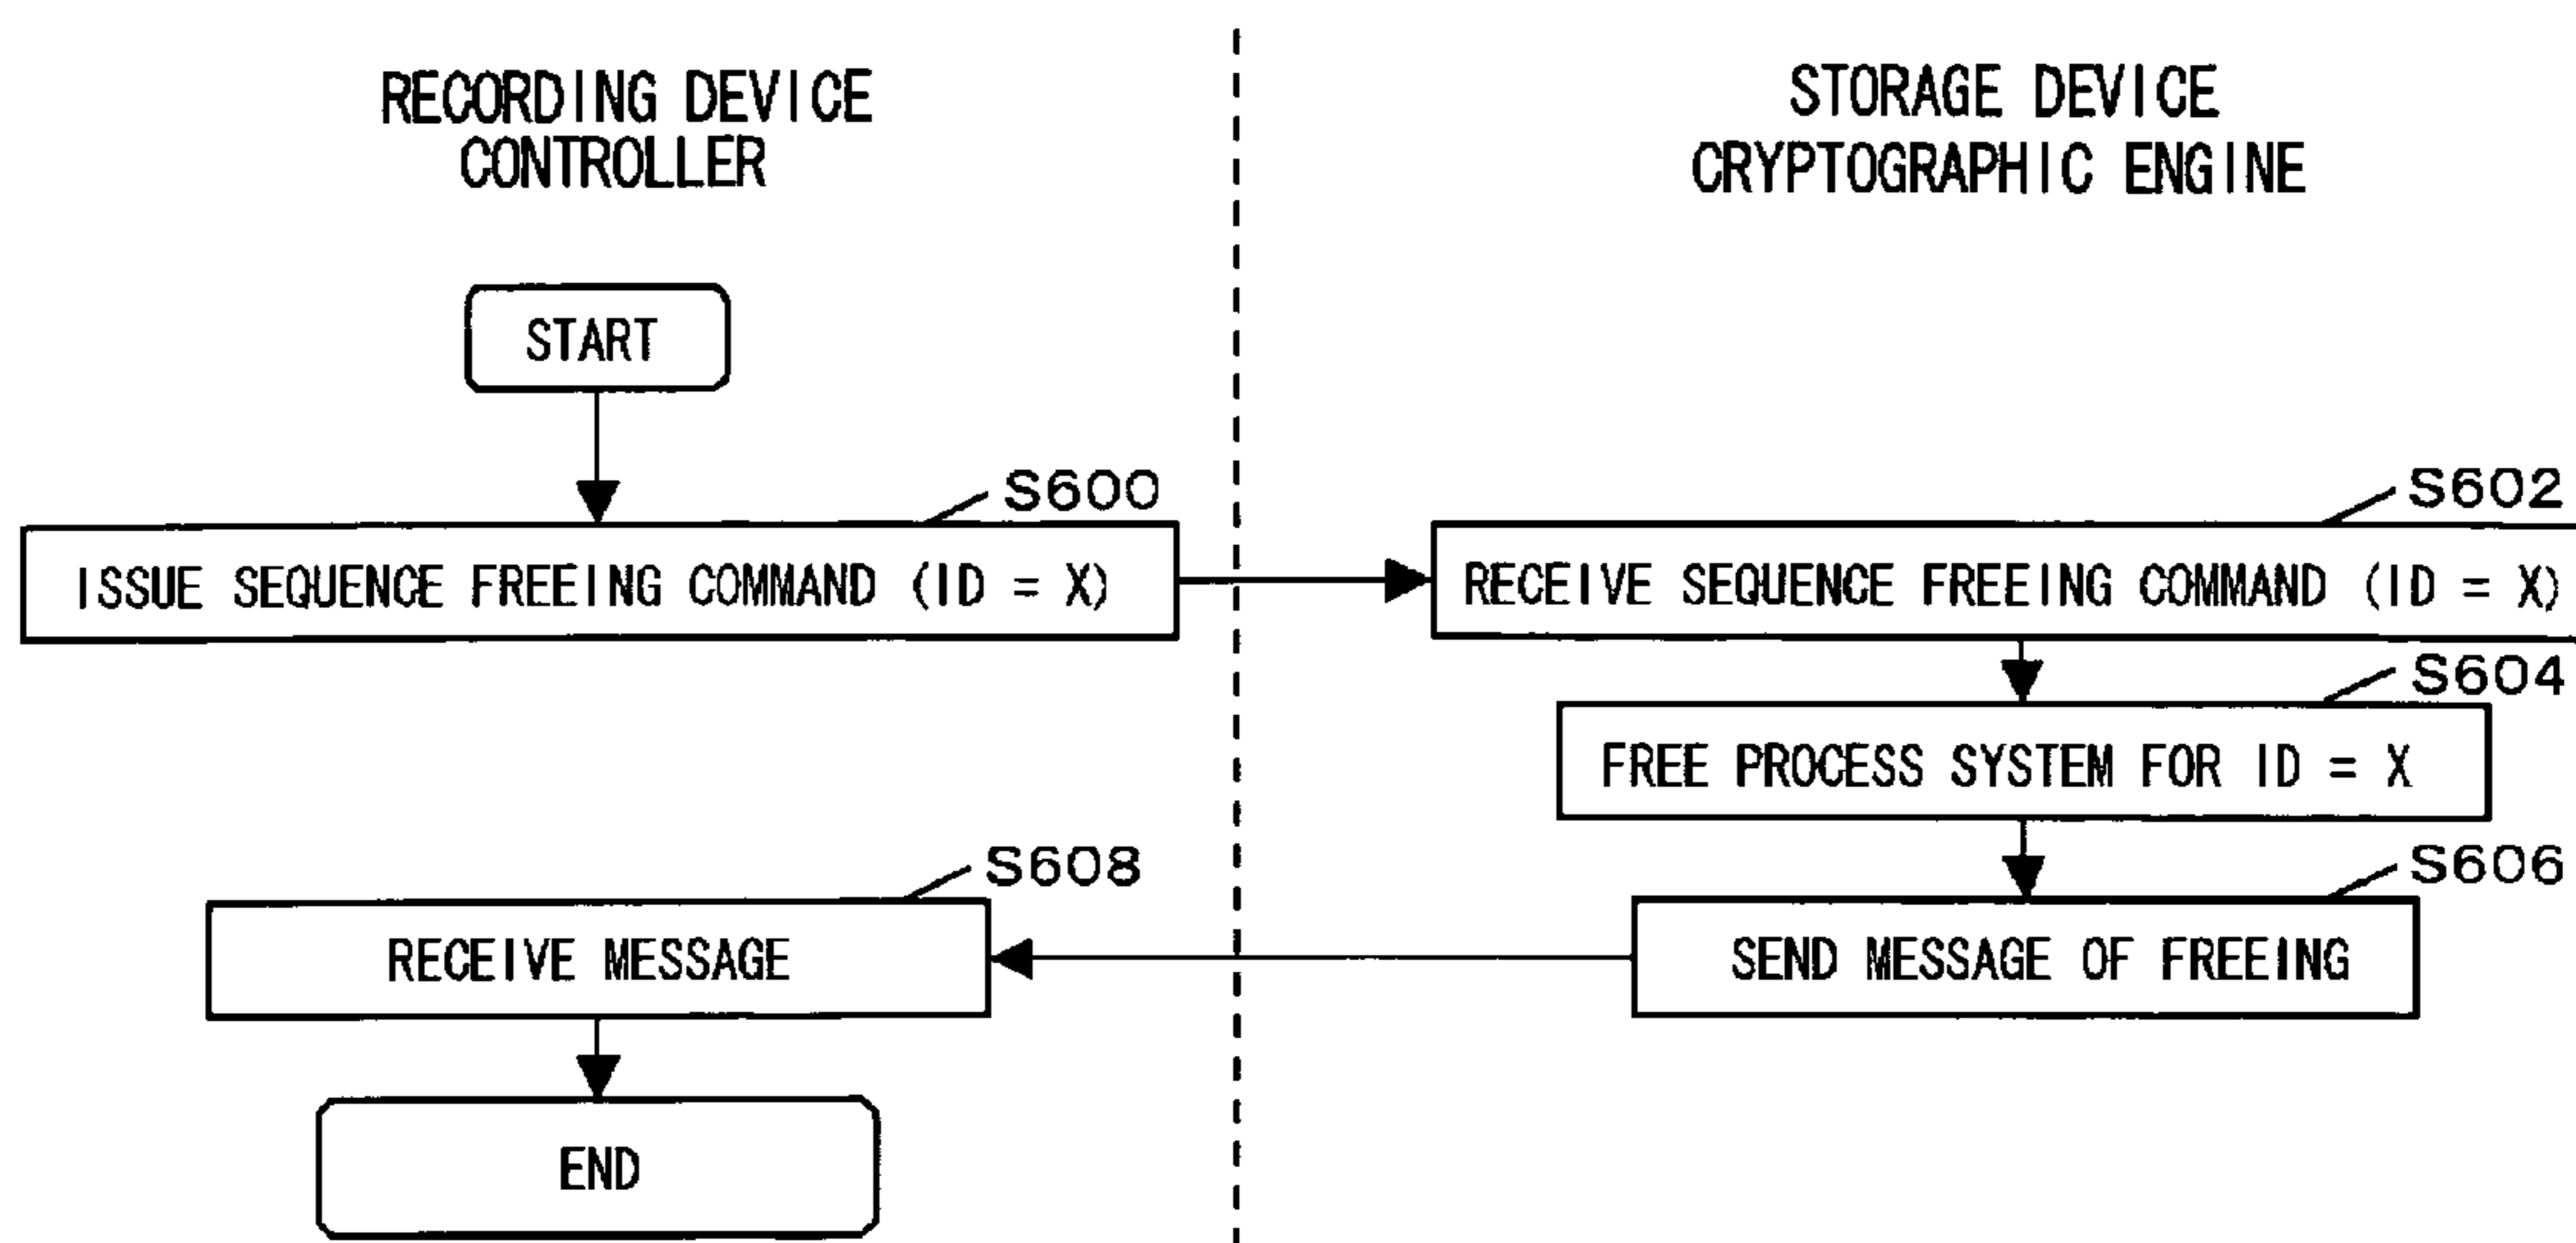 RECORDING DEVICE
CONTROLLER
STORAGE DEVICE
CRYPTOGRAPHIC ENGINE
START
S600
ISSUE SEQUENCE FREEING COMMAND (ID = X)
S602
RECEIVE SEQUENCE FREEING COMMAND (ID = X)
S604
FREE PROCESS SYSTEM FOR ID = X
S606
SEND MESSAGE OF FREEING
S608
RECEIVE MESSAGE
END